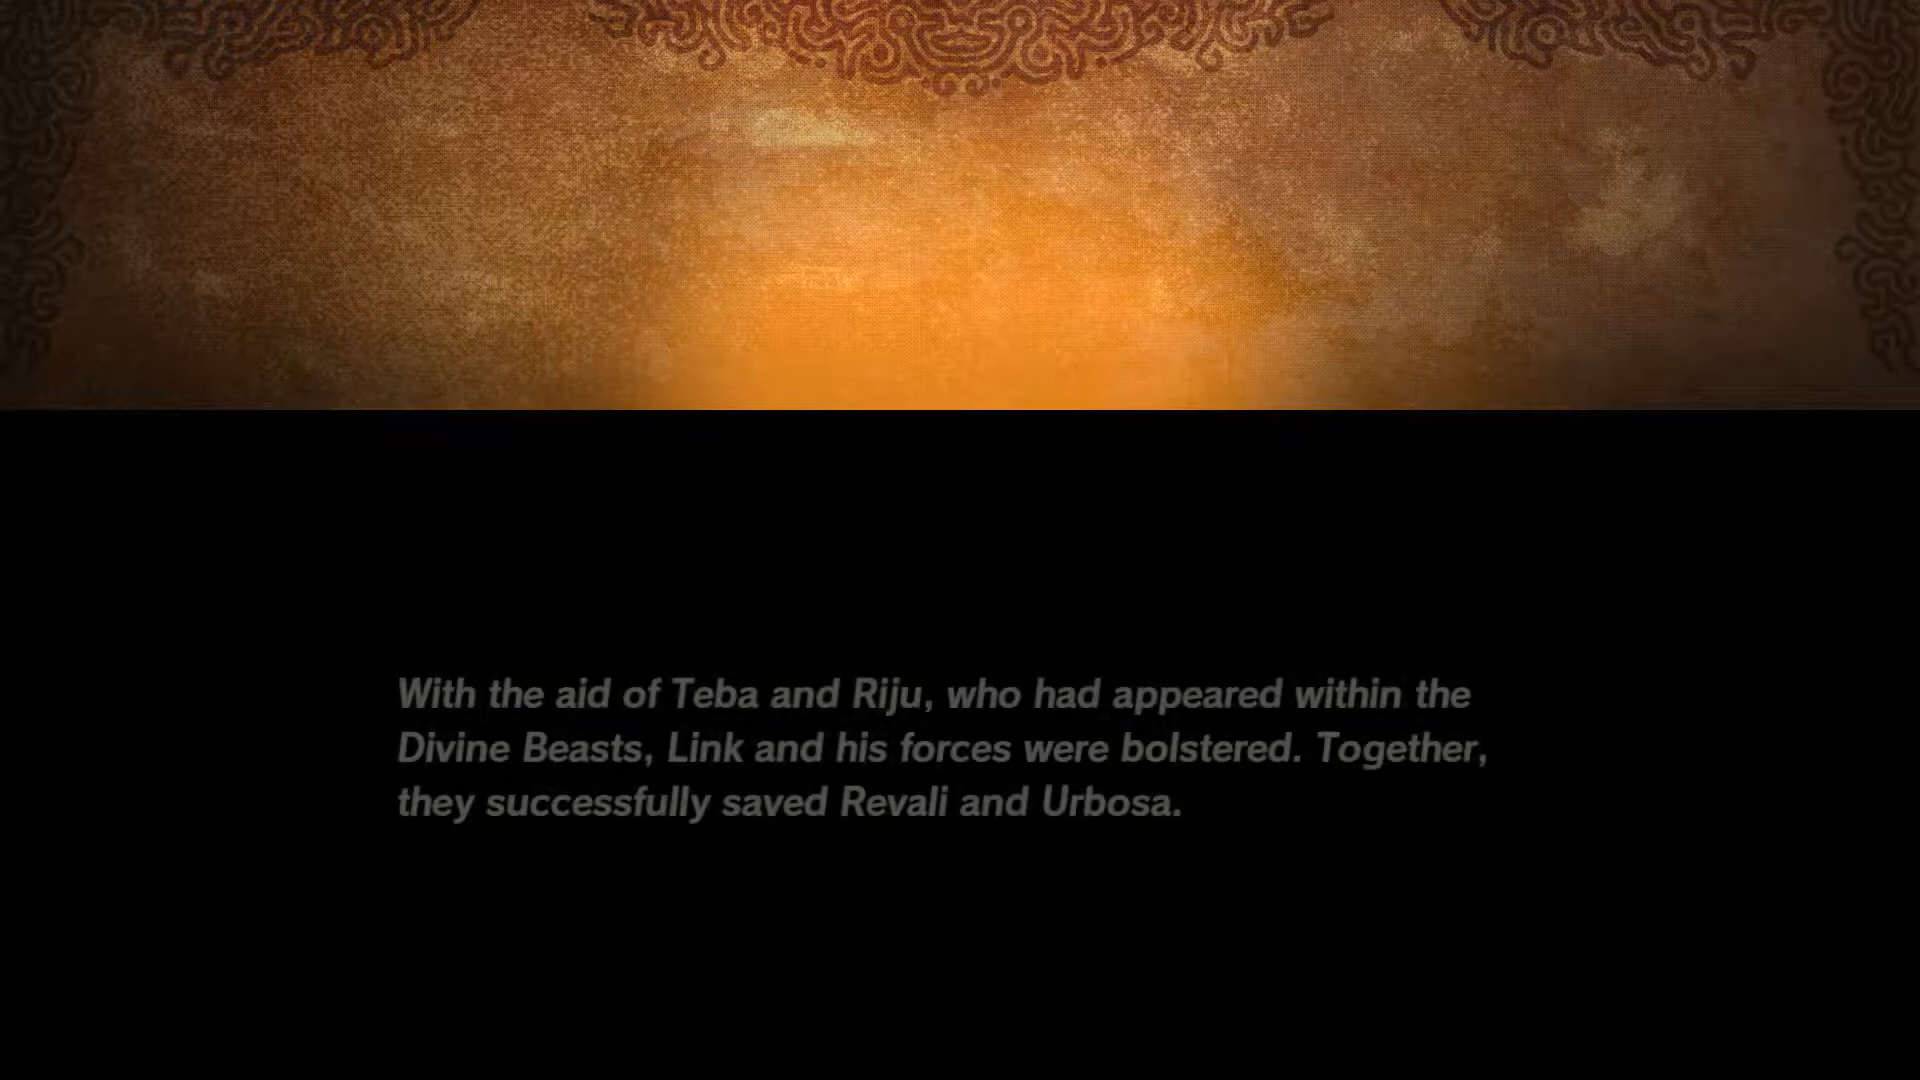 With the aid of Teba and Riju, who had appeared within the
Divine Beasts, Link and his forces were bolstered. Together,
they successfully saved Revali and Urbosa.